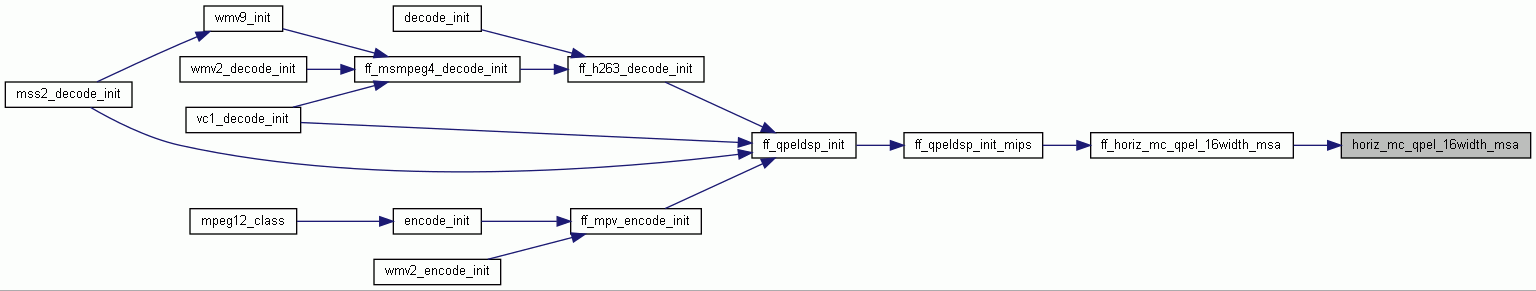 wmv9_init
decode_init
wmv2_decode_init
ff_msmpeg4_decode_init
ff_h263_decode_init
mss2_decode_init
vc1_decode_init
ff_qpeldsp_init
ff_qpeldsp_init_mips
ff_horiz_mc_qpel_16width_msa
horiz_mc_qpel_16width_msa
mpeg12_class
encode_init
ff_mpv_encode_init
wmv2_encode_init